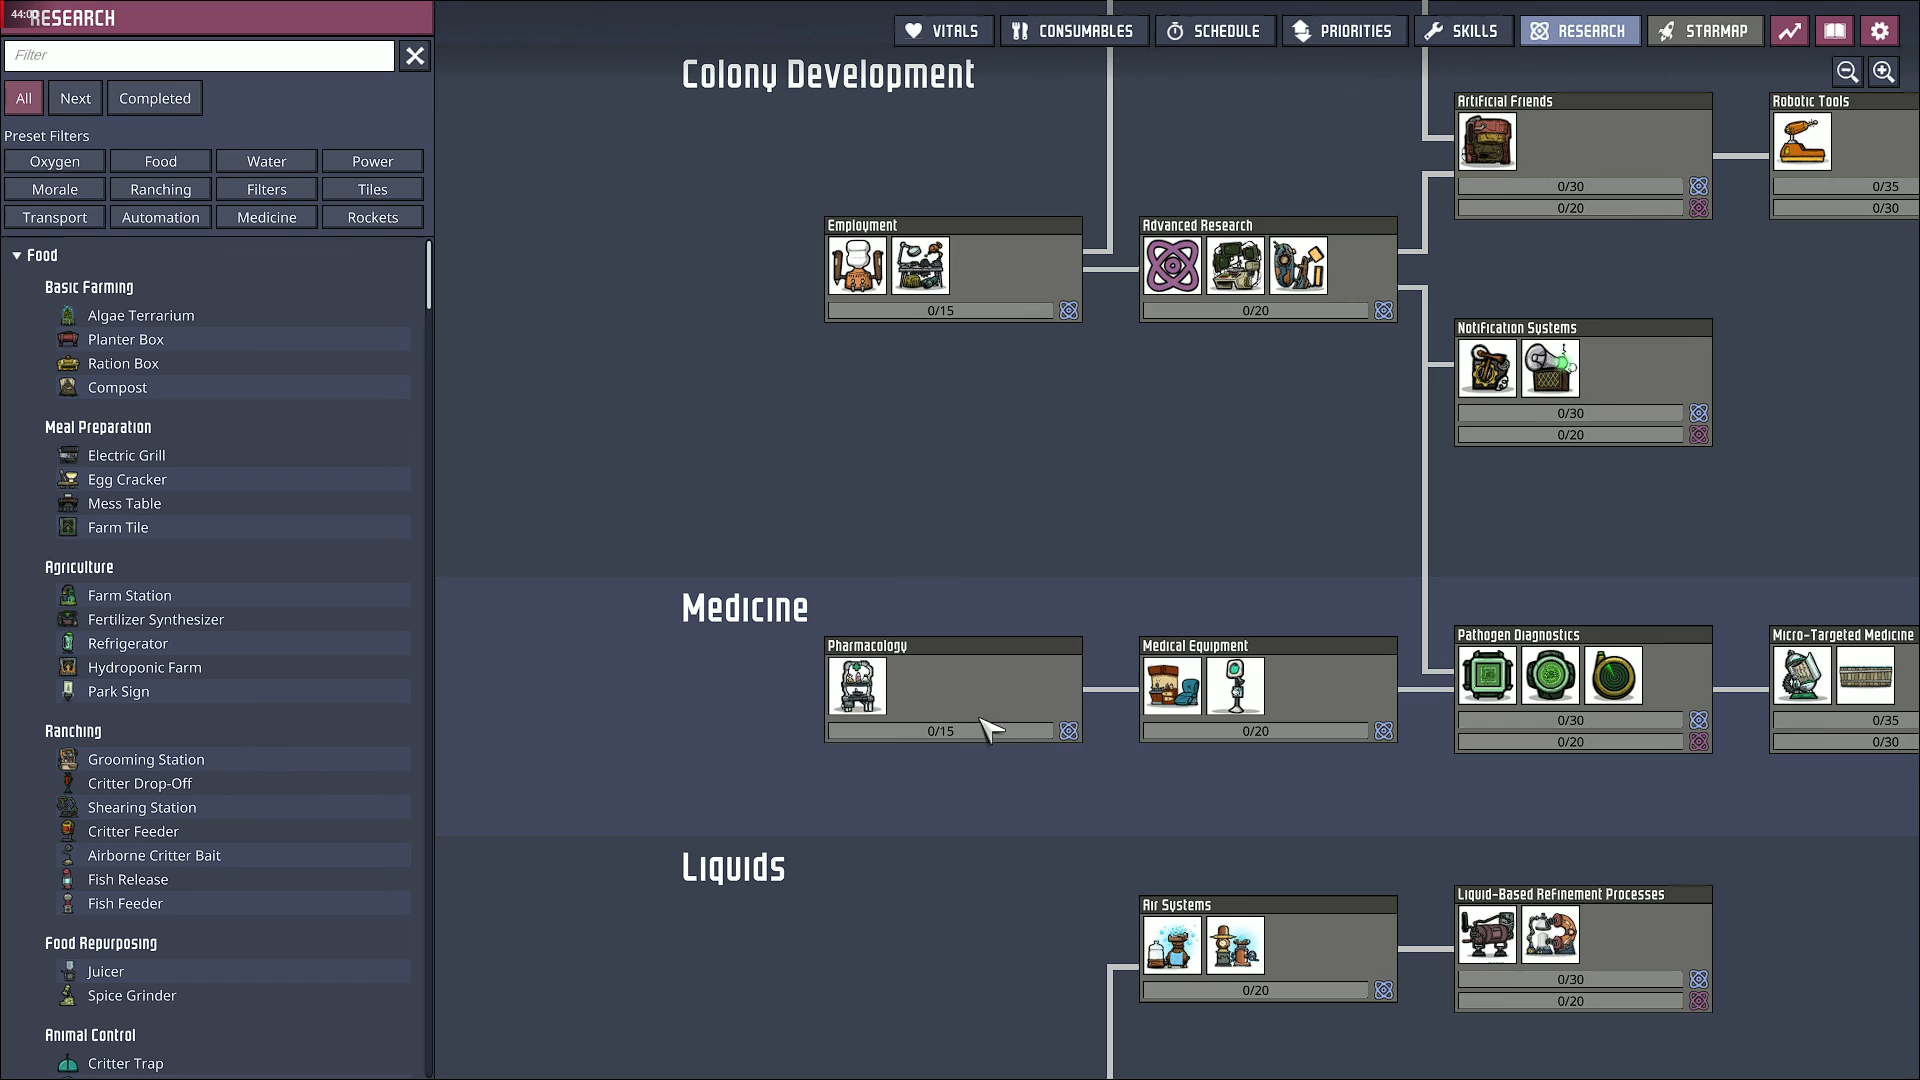 44:00
RESEARCH
VITALS
CONSUMABLES
SCHEDULE
PRIORITIES
SKILLS
RESEARCH
STARMAP
Filter
All
Next
Completed
Preset Filters
Oxygen
Food
Water
Power
Morale
Ranching
Filters
Tiles
Transport
Automation
Medicine
Rockets
Food
Basic Farming
Algae Terrarium
Planter Box
Ration Box
Compost
Meal Preparation
Electric Grill
Egg Cracker
Mess Table
Farm Tile
Agriculture
Farm Station
Fertilizer Synthesizer
Refrigerator
Hydroponic Farm
Park Sign
Ranching
Grooming Station
Critter Drop-Off
Shearing Station
Critter Feeder
Airborne Critter Bait
Fish Release
Fish Feeder
Food Repurposing
Juicer
Spice Grinder
Animal Control
Critter Trap
Colony Development
Employment
0/15
Advanced Research
0/20
Artificial Friends
0/30
0/20
Robotic Tools
0/35
0/30
Notification Systems
0/30
0/20
Medicine
Pharmacology
0/15
Medical Equipment
0/20
Pathogen Diagnostics
0/30
0/20
Micro-Targeted Medicine
0/35
0/30
Liquids
Air Systems
0/20
Liquid-Based Refinement Processes
0/30
0/20